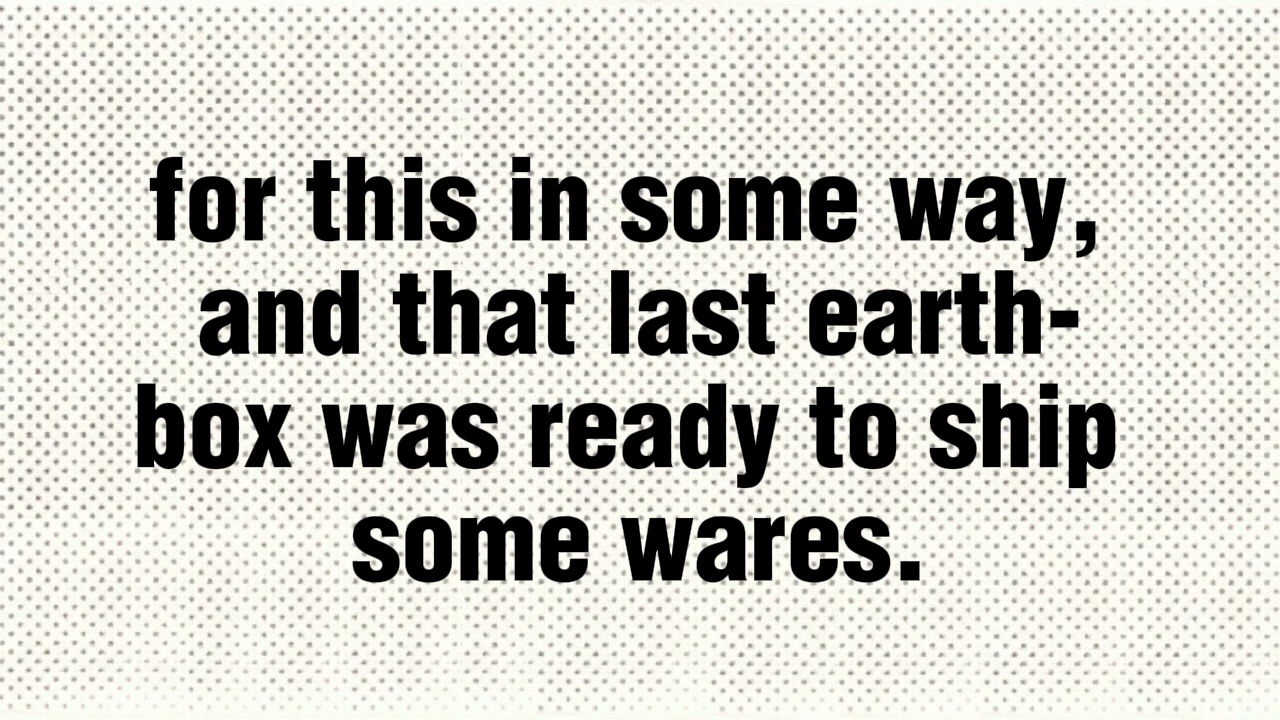 for this in some way,
and that last earth-
box was ready to ship
some wares.